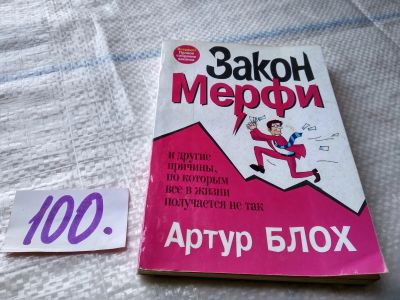 Закон
Мерфи
и другие
причины,
по которым
все в жизни
получается не так
Артур БЛОХ
100.